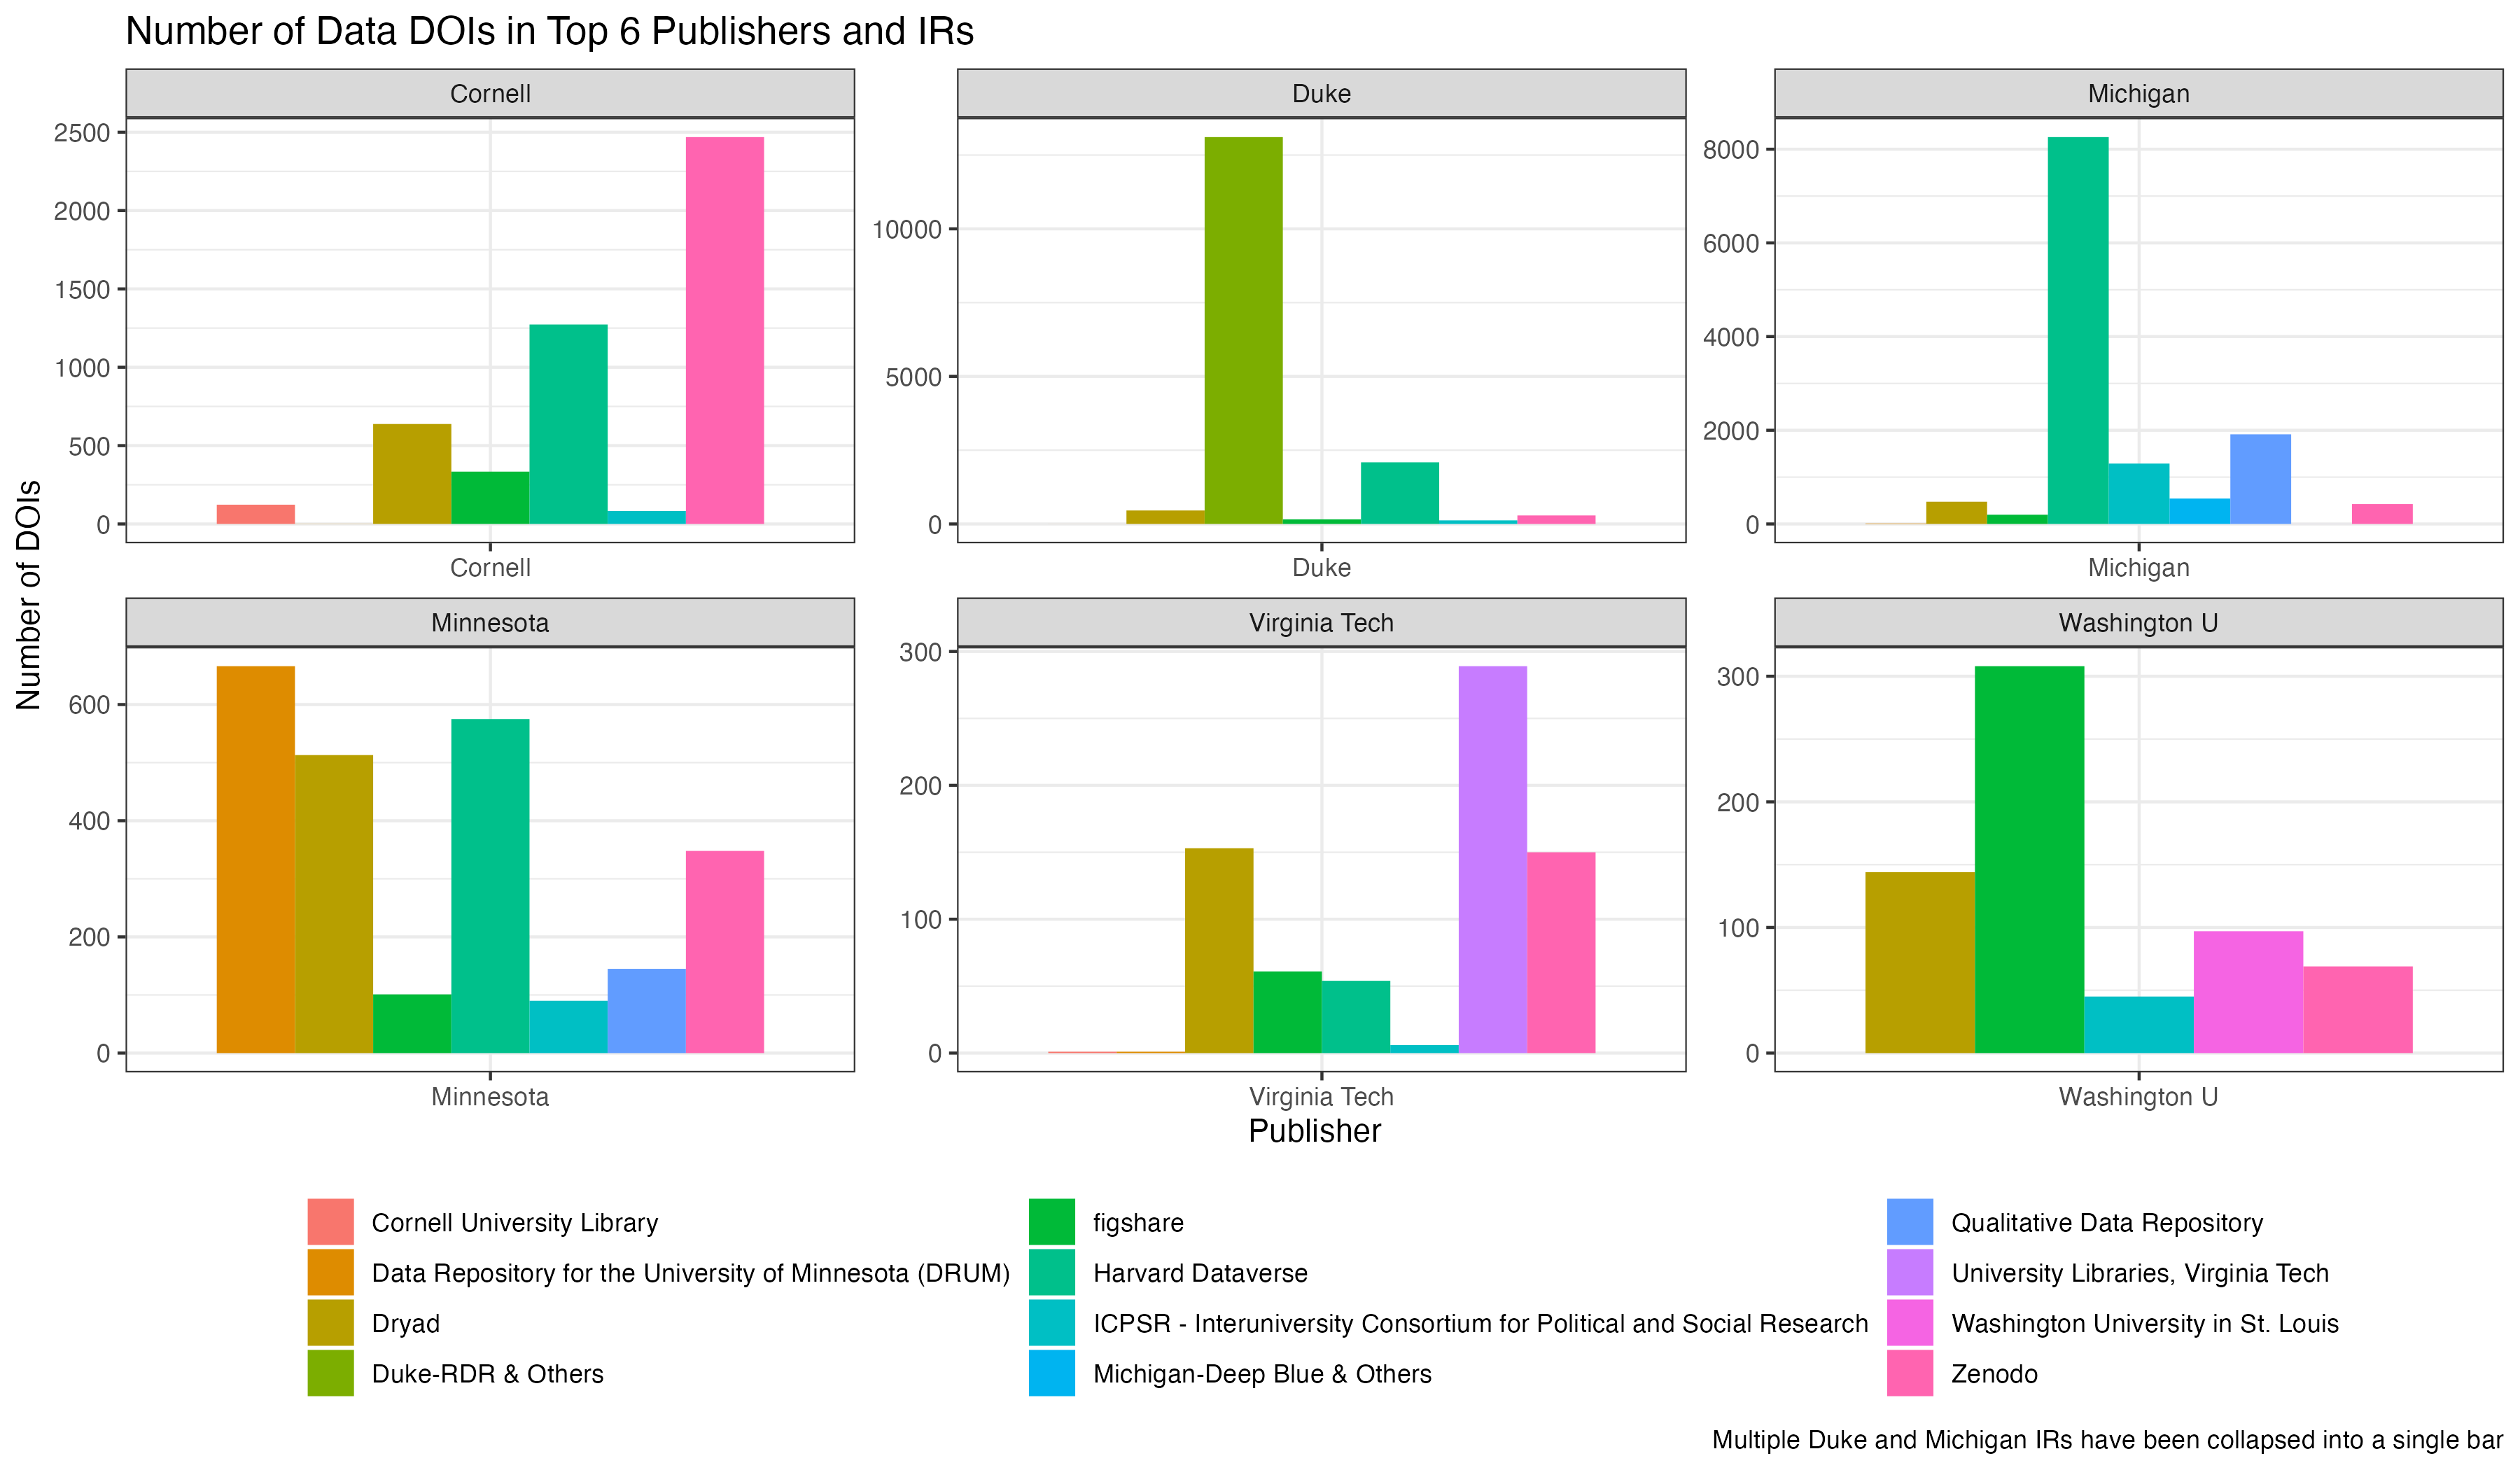 Number of Data DOIs in Top 6 Publishers and IRs
Number of DOIs
Cornell
2500
2000
1500
1000
500
0
Cornell
Duke
10000
5000
0
Duke
Michigan
8000
6000
4000
2000
0
Michigan
Minnesota
600
400
200
0
Minnesota
Virginia Tech
300
200
100
0
Virginia Tech
Washington U
300
200
100
0
Washington U
Publisher
Cornell University Library
Data Repository for the University of Minnesota (DRUM)
Dryad
Duke-RDR & Others
figshare
Harvard Dataverse
ICPSR - Interuniversity Consortium for Political and Social Research
Michigan-Deep Blue & Others
Qualitative Data Repository
University Libraries, Virginia Tech
Washington University in St. Louis
Zenodo
Multiple Duke and Michigan IRs have been collapsed into a single bar